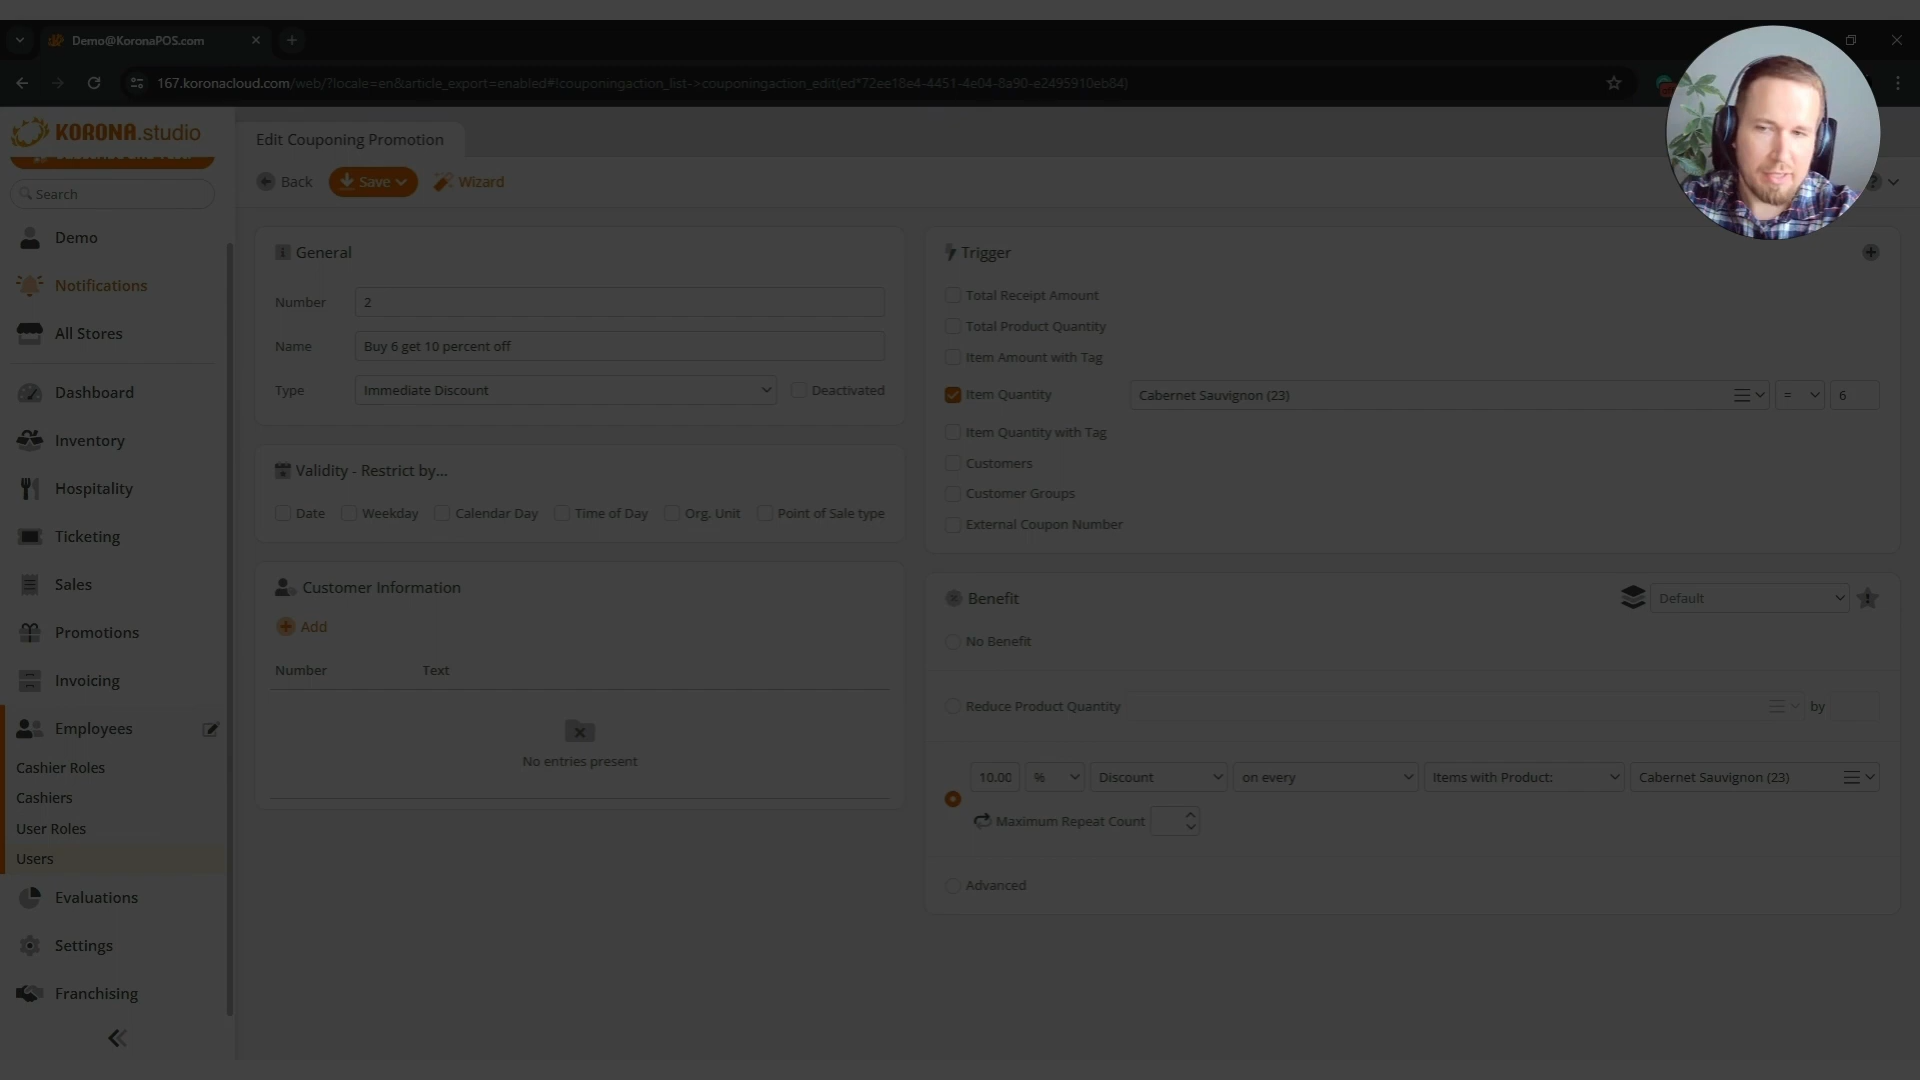 Demo@KoronaPOS.com
167.koronacloud.com/web/?locale=en&article_export=enabled#!couponingaction_list->couponingaction_edit(ed*72ee18e4-4451-4e04-8a90-e2495910eb84)
KORONA.studio
Search
Demo
Notifications
All Stores
Dashboard
Inventory
Hospitality
Ticketing
Sales
Promotions
Invoicing
Employees
Cashier Roles
Cashiers
User Roles
Users
Evaluations
Settings
Franchising
Edit Couponing Promotion
Back
Save
Wizard
General
Number 2
Name Buy 6 get 10 percent off
Type Immediate Discount Deactivated
Validity - Restrict by...
Date Weekday Calendar Day Time of Day Org. Unit Point of Sale type
Customer Information
Add
Number Text
No entries present
Trigger
Total Receipt Amount
Total Product Quantity
Item Amount with Tag
Item Quantity Cabernet Sauvignon (23) = 6
Item Quantity with Tag
Customers
Customer Groups
External Coupon Number
Benefit Default
No Benefit
Reduce Product Quantity by
10.00 % Discount on every Items with Product: Cabernet Sauvignon (23)
Maximum Repeat Count
Advanced